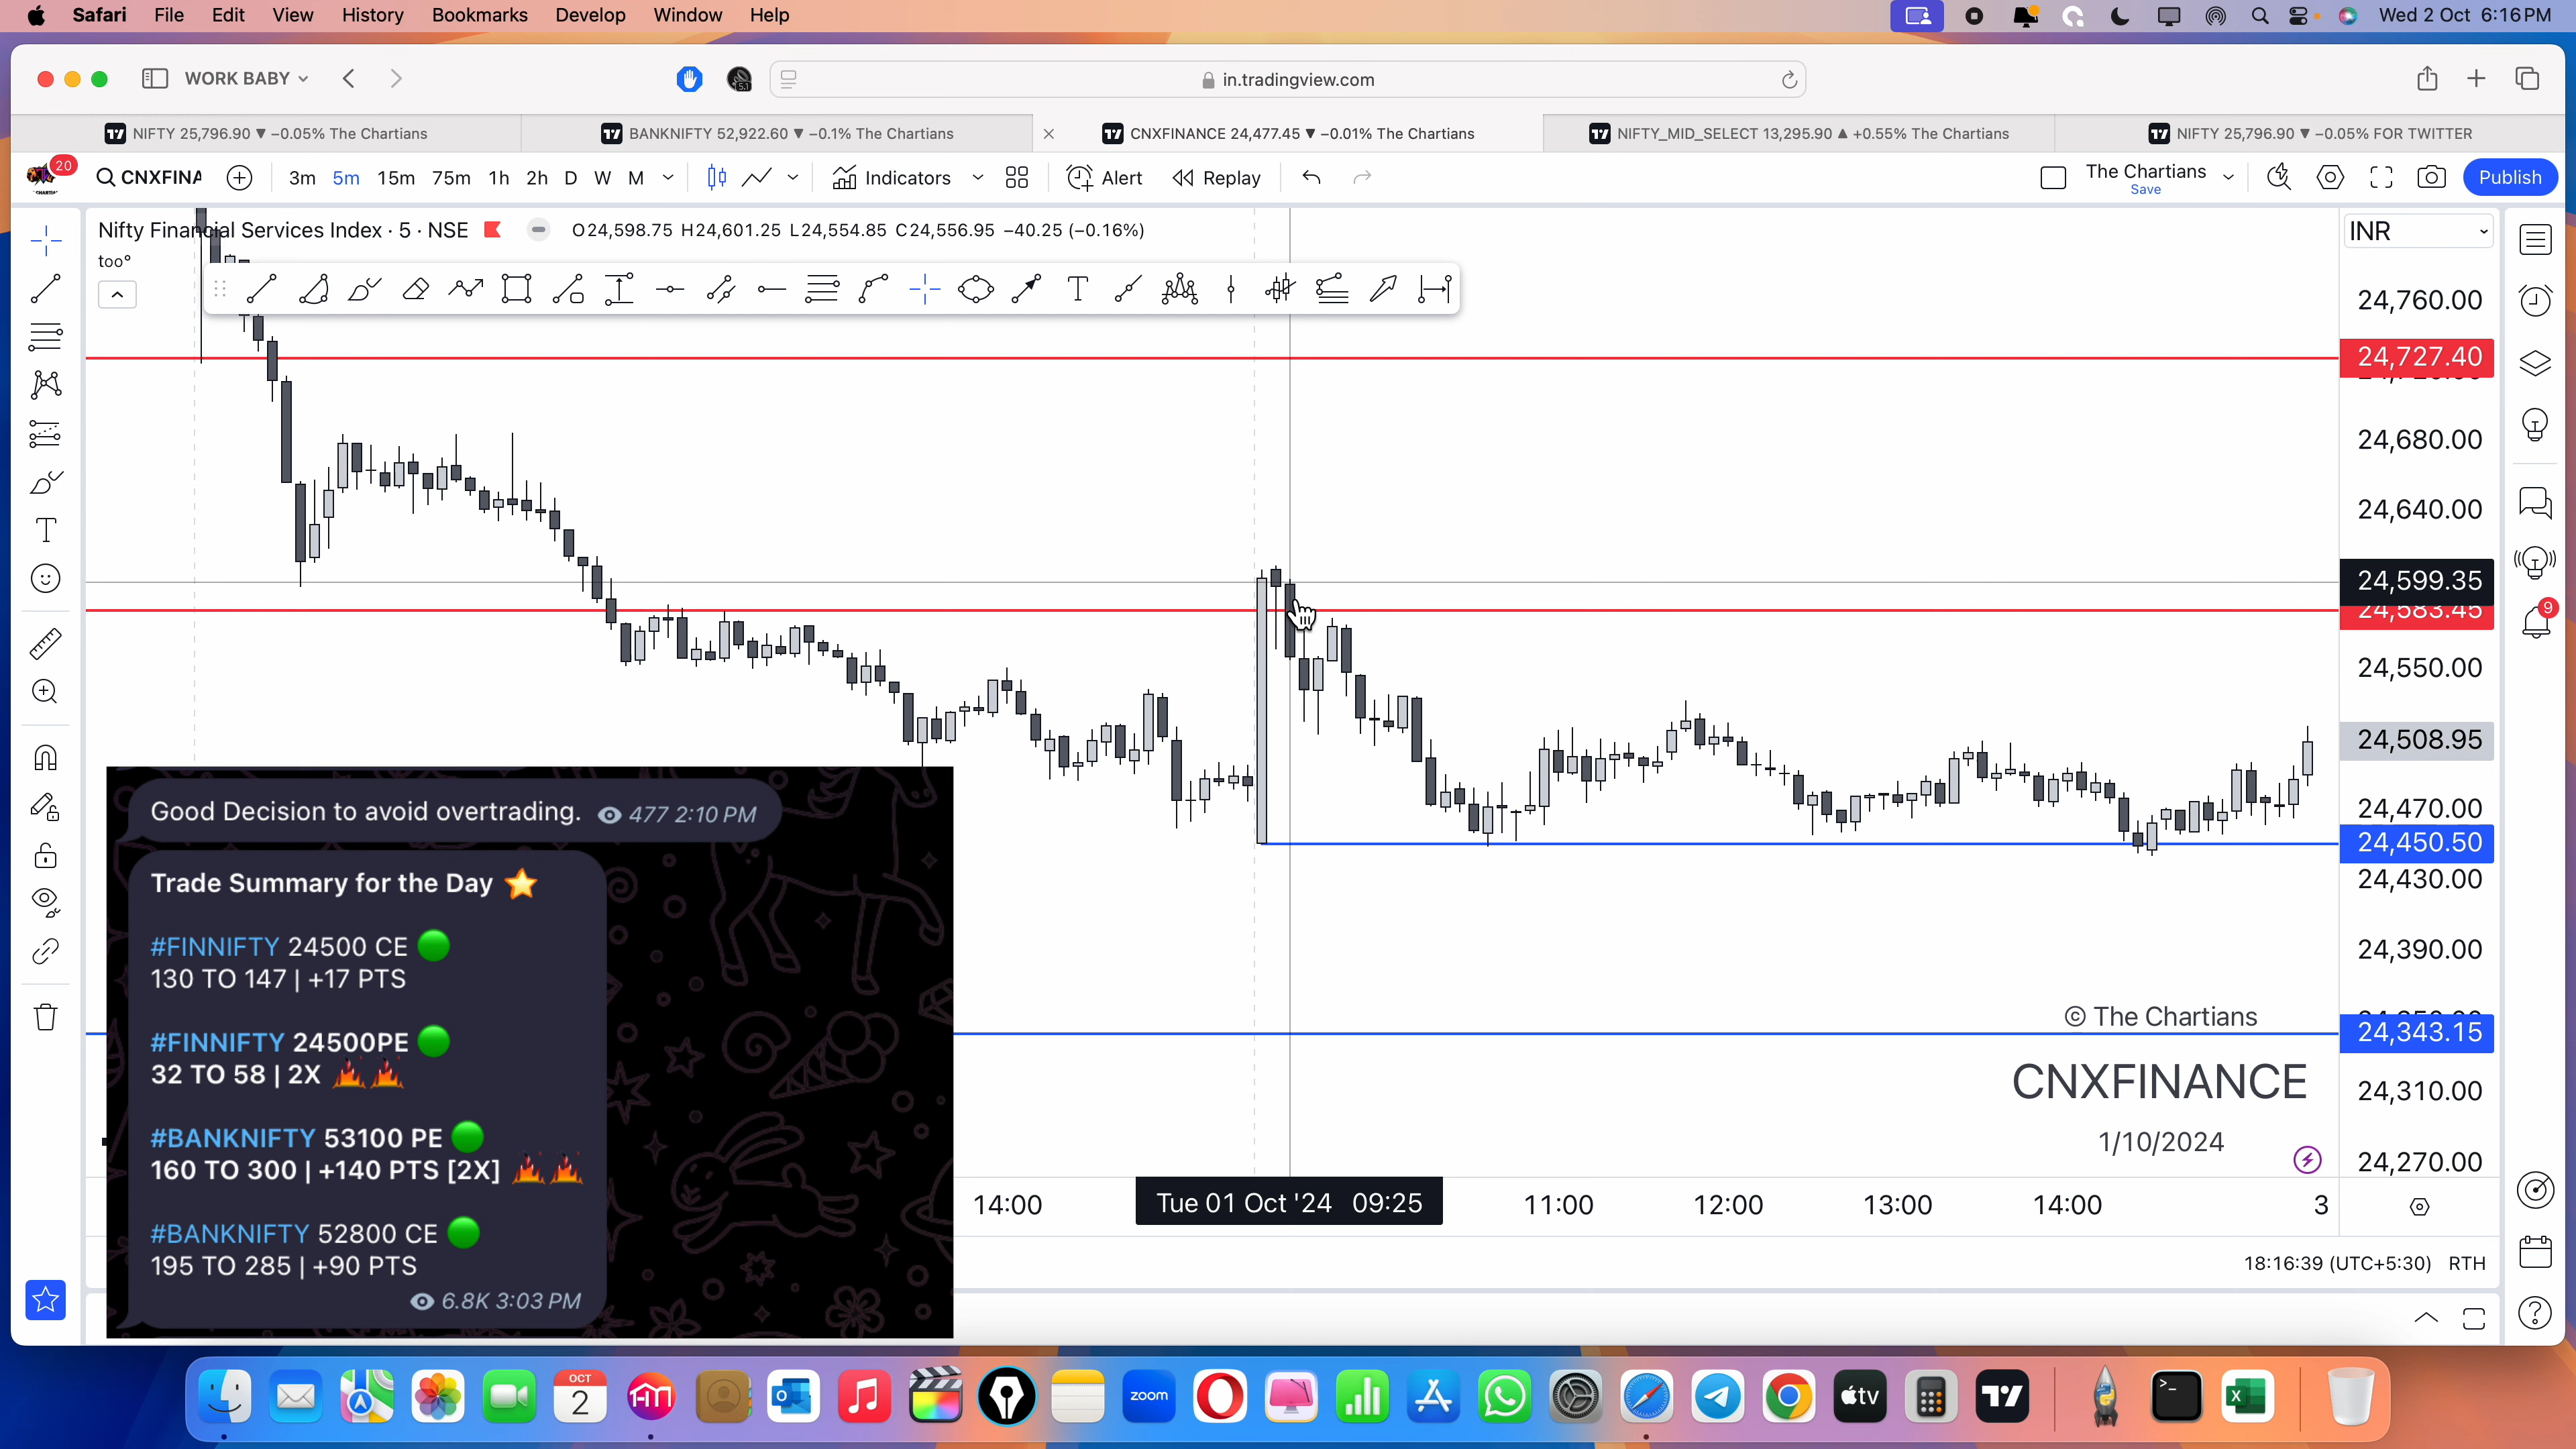 Safari File Edit View History Bookmarks Develop Window Help Wed 2 Oct 6:16 PM
WORK BABY in.tradingview.com
NIFTY 25,796.90 ▼ −0.05% The Chartians
BANKNIFTY 52,922.60 ▼ −0.1% The Chartians
CNXFINANCE 24,477.45 ▼ −0.01% The Chartians
NIFTY_MID_SELECT 13,295.90 ▲ +0.55% The Chartians
NIFTY 25,796.90 ▼ −0.05% FOR TWITTER
20 CNXFINA 3m 5m 15m 75m 1h 2h D W M Indicators Alert Replay The Chartians Publish
Save
Nifty Financial Services Index · 5 · NSE O24,598.75 H24,601.25 L24,554.85 C24,556.95 −40.25 (−0.16%)
INR
too°
24,760.00
24,727.40
24,680.00
24,640.00
24,599.35
24,583.45
9
24,550.00
24,508.95
24,470.00
24,450.50
24,430.00
24,390.00
24,343.15
24,310.00
24,270.00
Good Decision to avoid overtrading. 477 2:10 PM
Trade Summary for the Day ⭐
#FINNIFTY 24500 CE 🟢
130 TO 147 | +17 PTS
#FINNIFTY 24500PE 🟢
32 TO 58 | 2X 🔥🔥
#BANKNIFTY 53100 PE 🟢
160 TO 300 | +140 PTS [2X] 🔥🔥
#BANKNIFTY 52800 CE 🟢
195 TO 285 | +90 PTS
6.8K 3:03 PM
© The Chartians
CNXFINANCE
1/10/2024
14:00 Tue 01 Oct '24 09:25 11:00 12:00 13:00 14:00 3
18:16:39 (UTC+5:30) RTH
OCT
2
zoom
tv